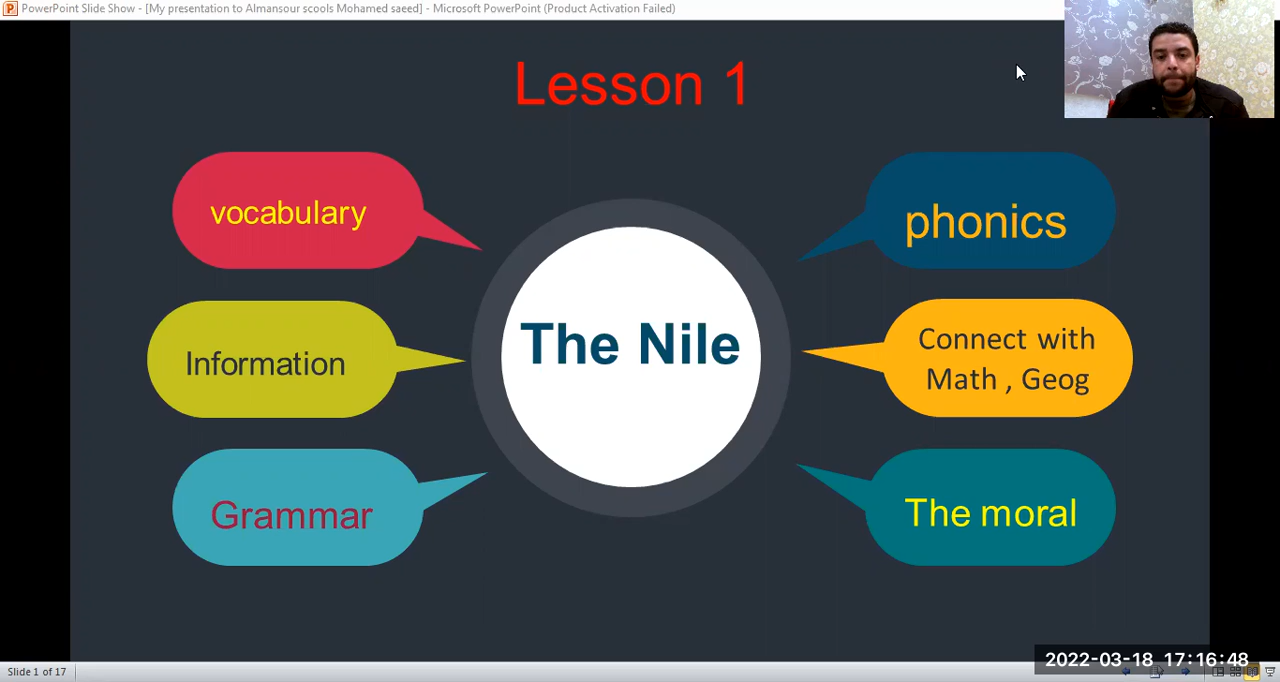 PowerPoint Slide Show - [My presentation to Almansour scools Mohamed saeed] - Microsoft PowerPoint (Product Activation Failed)
Lesson 1
vocabulary
phonics
The Nile
Information
Connect with
Math , Geog
Grammar
The moral
2022-03-18 17:16:48
Slide 1 of 17